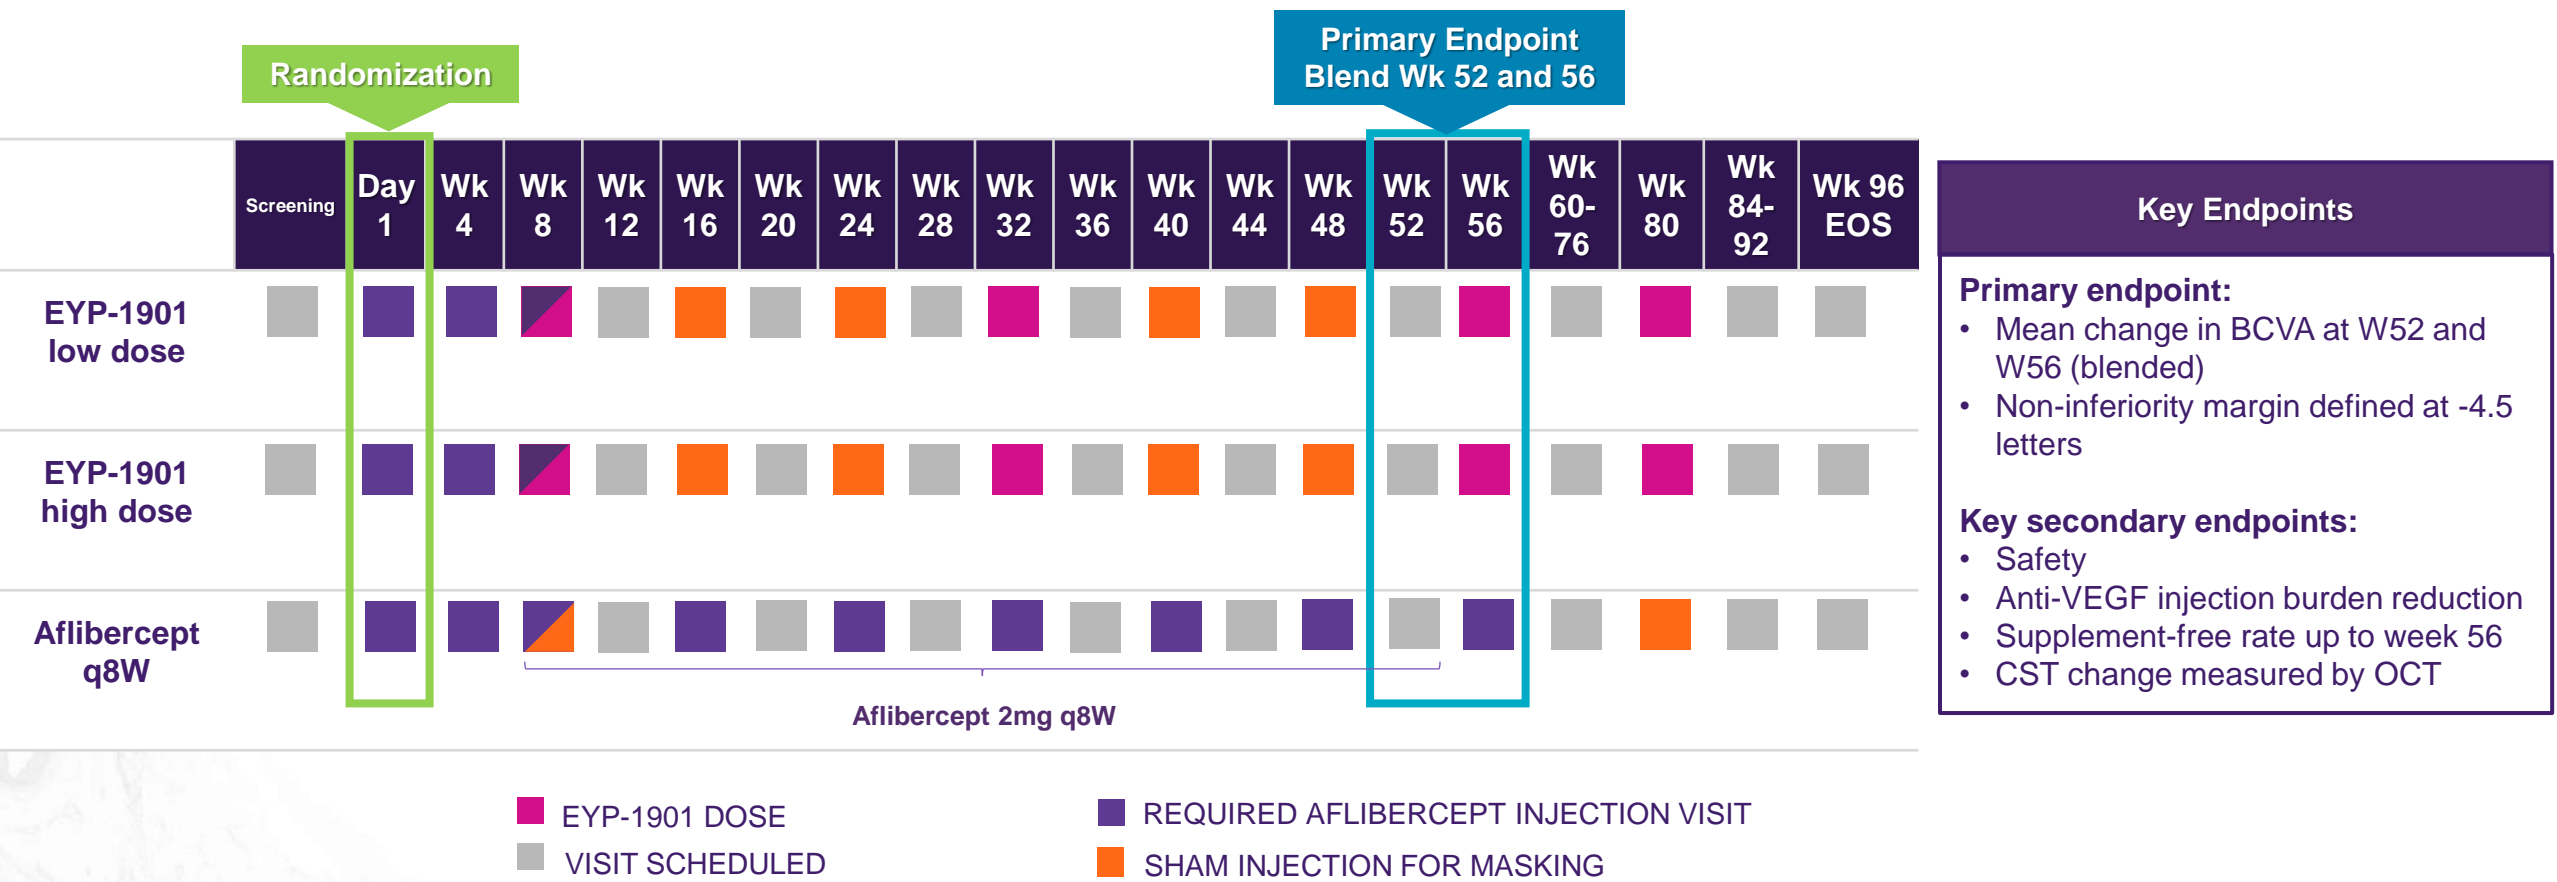 Randomization
Primary Endpoint
Blend Wk 52 and 56
Screening
Day
1
Wk
4
Wk
8
Wk
12
Wk
16
Wk
20
Wk
24
Wk
28
Wk
32
Wk
36
Wk
40
Wk
44
Wk
48
Wk
52
Wk
56
Wk
60-
76
Wk
80
Wk
84-
92
Wk 96
EOS
EYP-1901
low dose
EYP-1901
high dose
Aflibercept
q8W
Aflibercept 2mg q8W
Key Endpoints
Primary endpoint:
• Mean change in BCVA at W52 and
W56 (blended)
• Non-inferiority margin defined at -4.5
letters
Key secondary endpoints:
• Safety
• Anti-VEGF injection burden reduction
• Supplement-free rate up to week 56
• CST change measured by OCT
EYP-1901 DOSE
REQUIRED AFLIBERCEPT INJECTION VISIT
VISIT SCHEDULED
SHAM INJECTION FOR MASKING